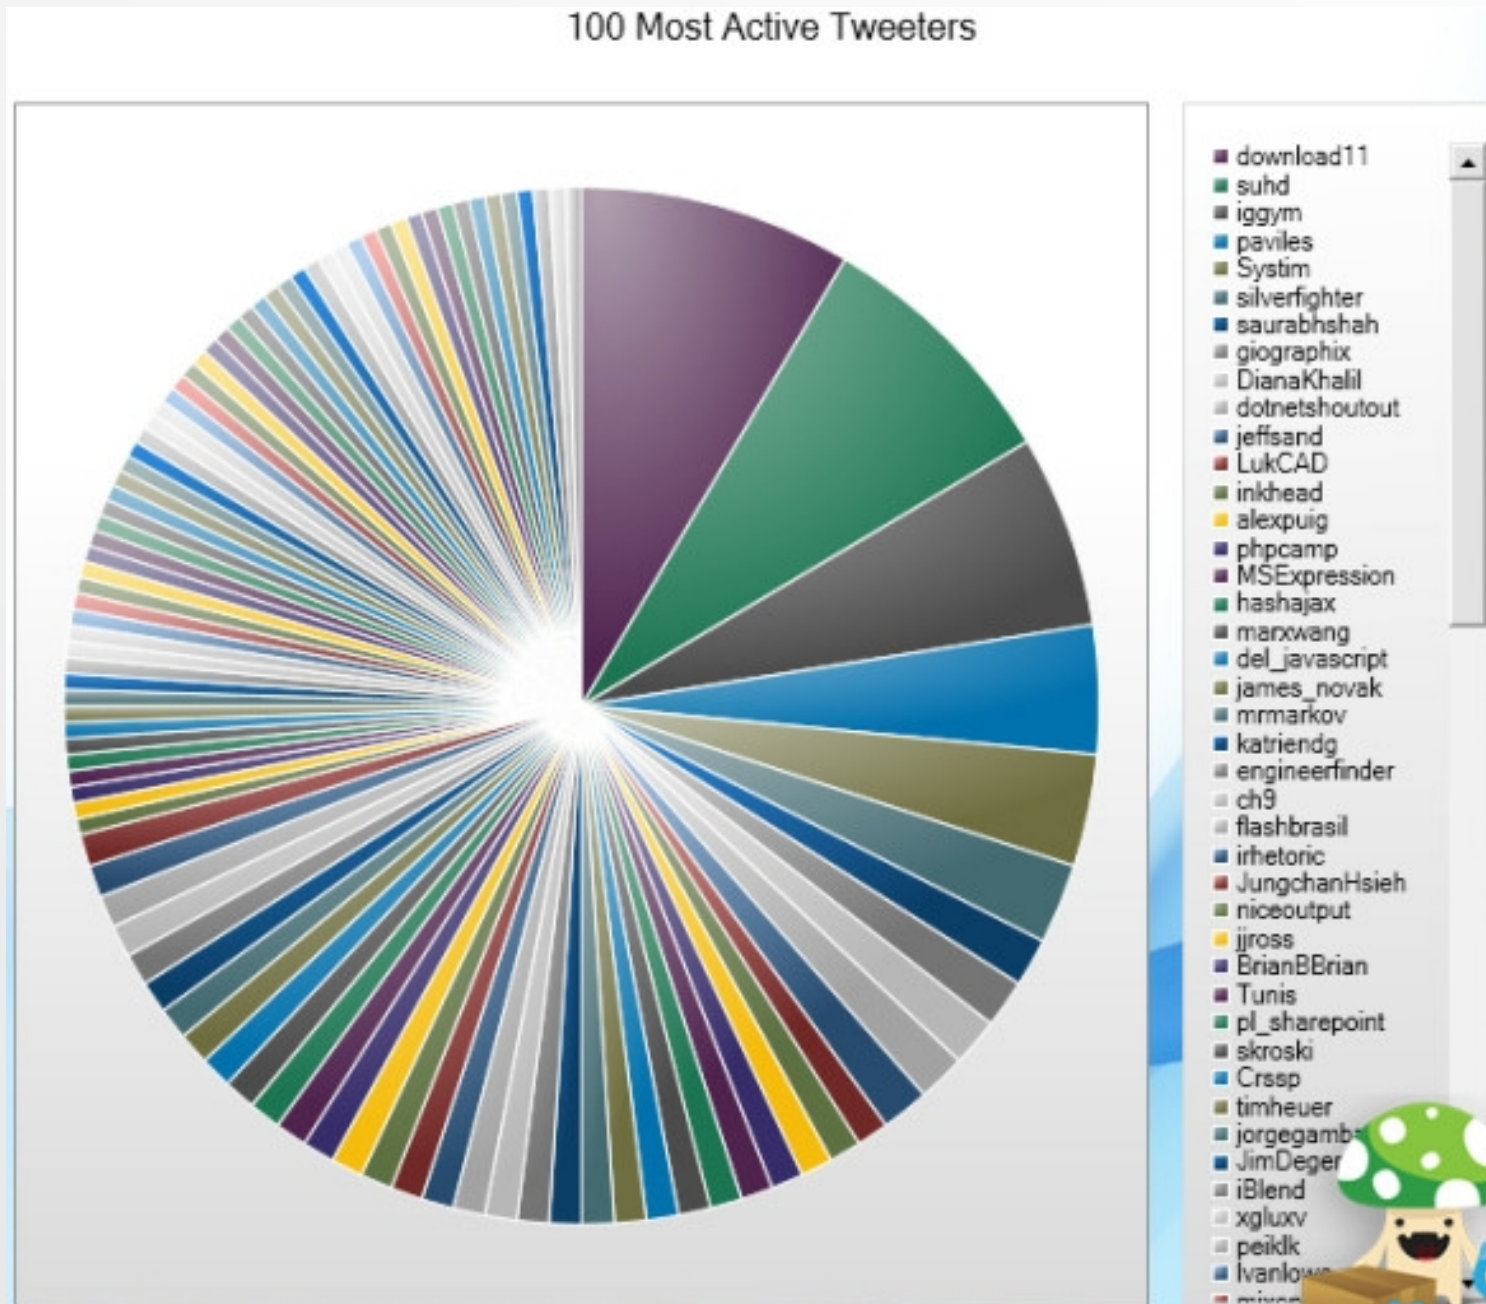 100 Most Active Tweeters
download11
suhd
iggym
paviles
Systim
silverfighter
saurabhshah
giographix
DianaKhalil
dotnetshoutout
jeffsand
LukCAD
inkhead
alexpuig
phpcamp
MSExpression
hashajax
marxwang
del_javascript
james_novak
mrmarkov
katriendg
engineerfinder
ch9
flashbrasil
irhetoric
JungchanHsieh
niceoutput
jjross
BrianBBrian
Tunis
pl_sharepoint
skroski
Crssp
timheuer
jorgegamb
JimDeger
iBlend
xgluxv
peiklk